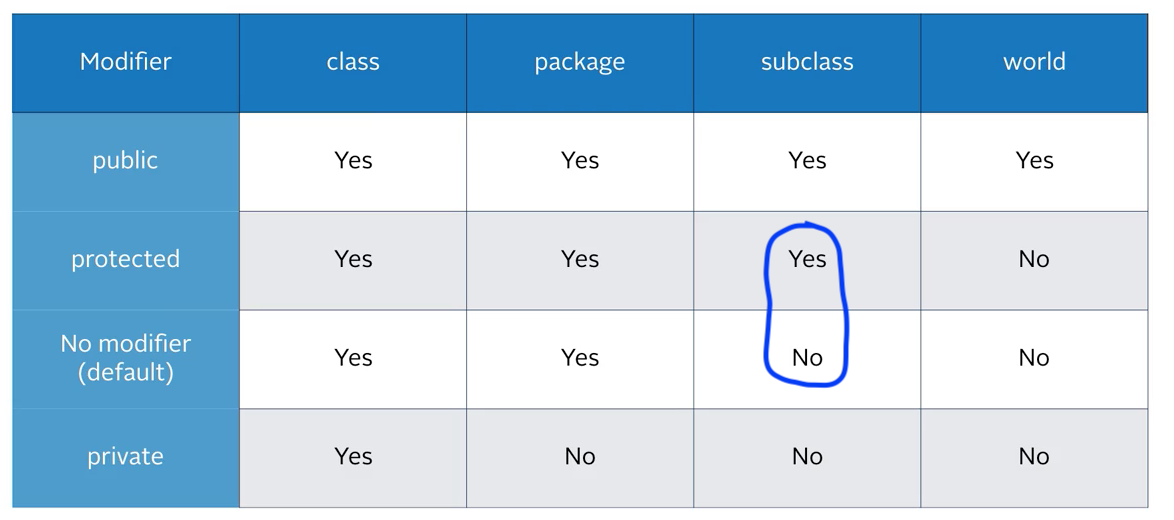 Modifier class package subclass world
public Yes Yes Yes Yes
protected Yes Yes Yes No
No modifier
(default) Yes Yes No No
private Yes No No No